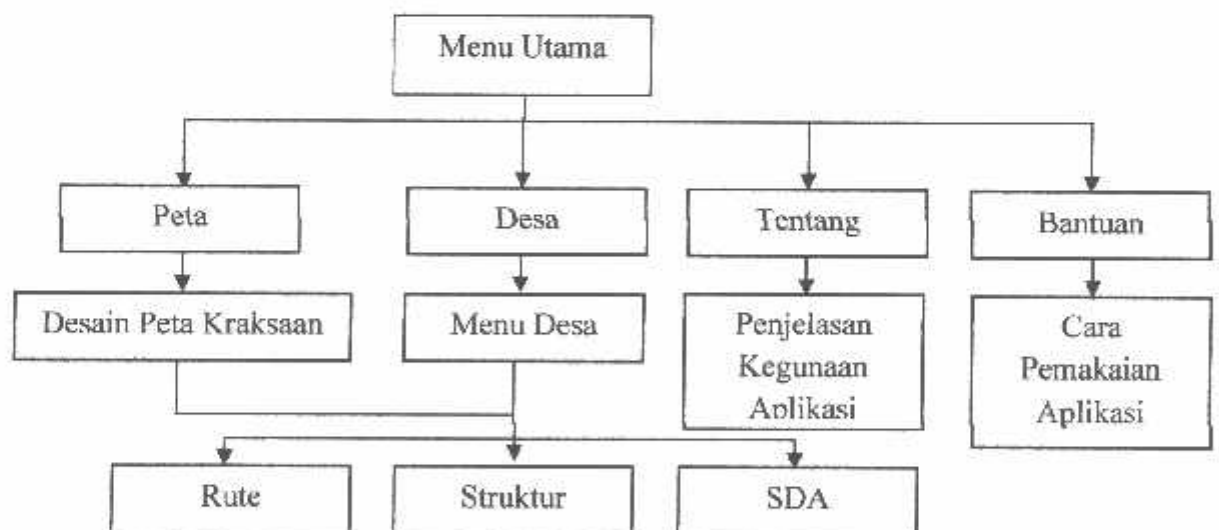 Menu Utama
Peta
Desa
Tentang
Bantuan
Desain Peta Kraksaan
Menu Desa
Penjelasan
Kegunaan
Aplikasi
Cara
Pemakaian
Aplikasi
Rute
Struktur
SDA